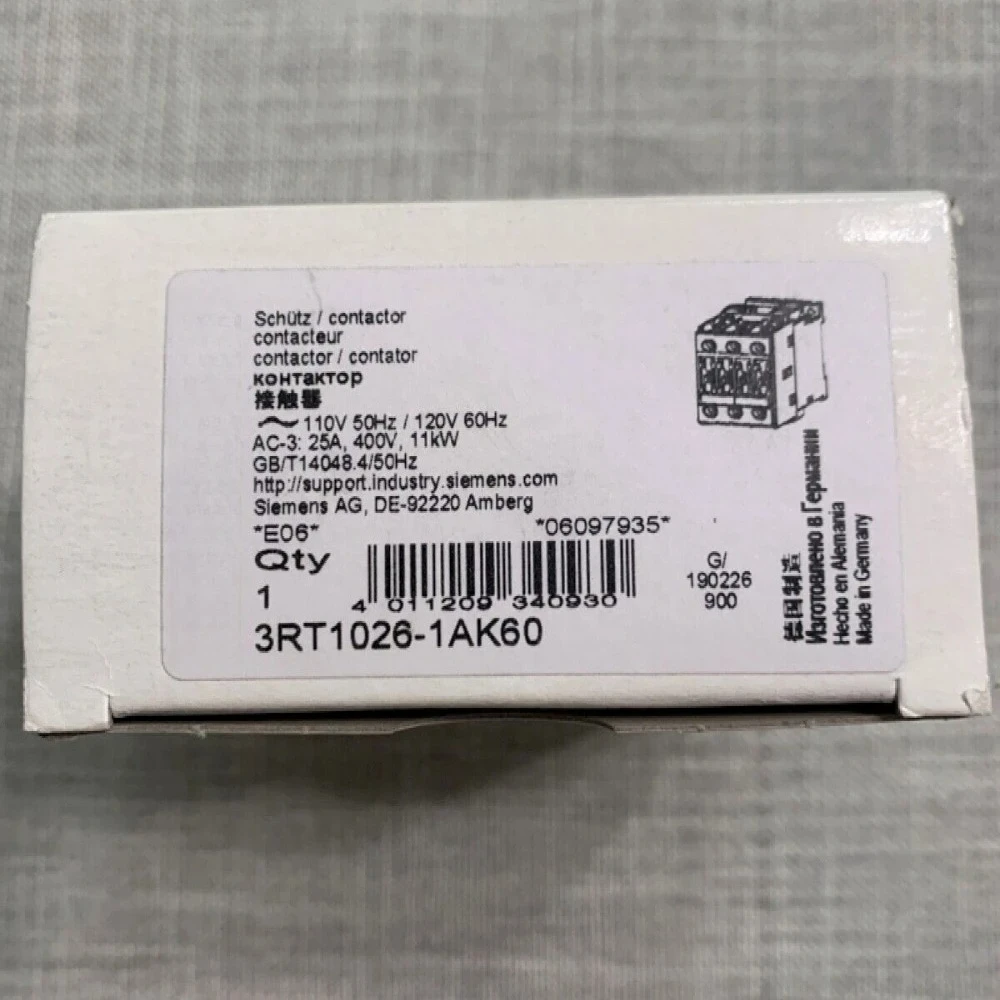 Schütz / contactor
contacteur
contactor / contator
контактор
接触器
110V 50Hz / 120V 60Hz
AC-3: 25A, 400V, 11kW
GB/T14048.4/50Hz
http://support.industry.siemens.com
Siemens AG, DE-92220 Amberg
*E06* *06097935*
Qty
1
4 011209 340930
3RT1026-1AK60
G/
190226
900
德国制造
Изготовлено в Германии
Hecho en Alemania
Made in Germany